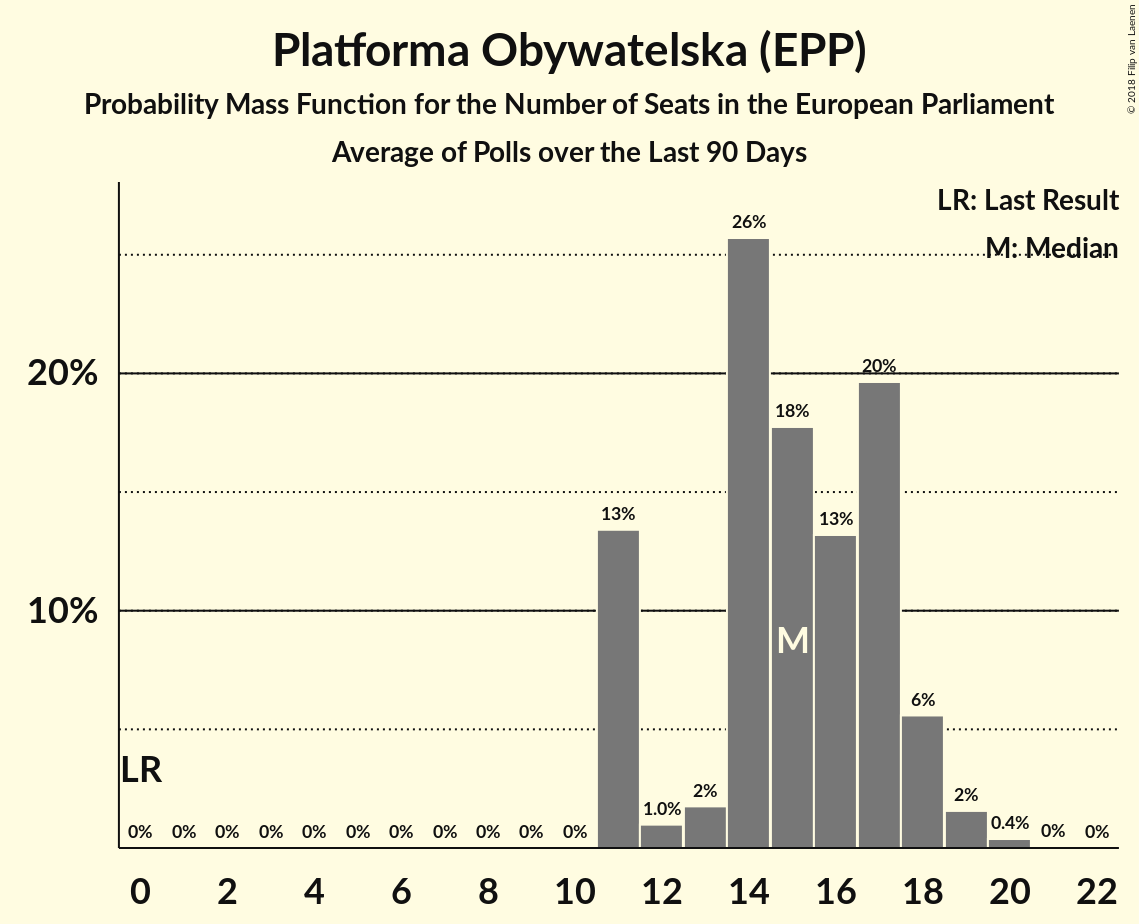 Platforma Obywatelska (EPP)
Probability Mass Function for the Number of Seats in the European Parliament
Average of Polls over the Last 90 Days
© 2018 Filip van Laenen
LR: Last Result
M: Median
26%
20%
20%
18%
13%
13%
10%
M
6%
LR
2%
2%
1.0%
0.4%
0% 0% 0% 0% 0% 0% 0% 0% 0% 0% 0% 0% 0%
0 2 4 6 8 10 12 14 16 18 20 22